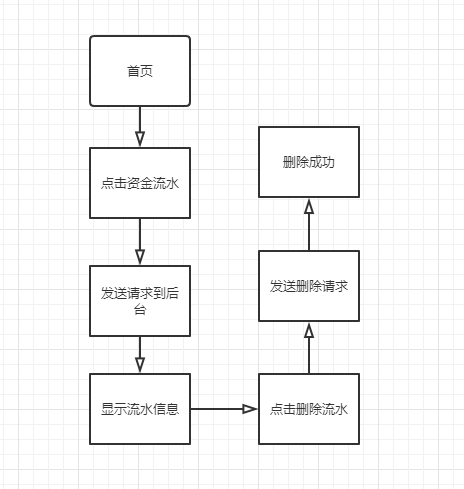 首页
点击资金流水
发送请求到后
台
显示流水信息
点击删除流水
发送删除请求
删除成功